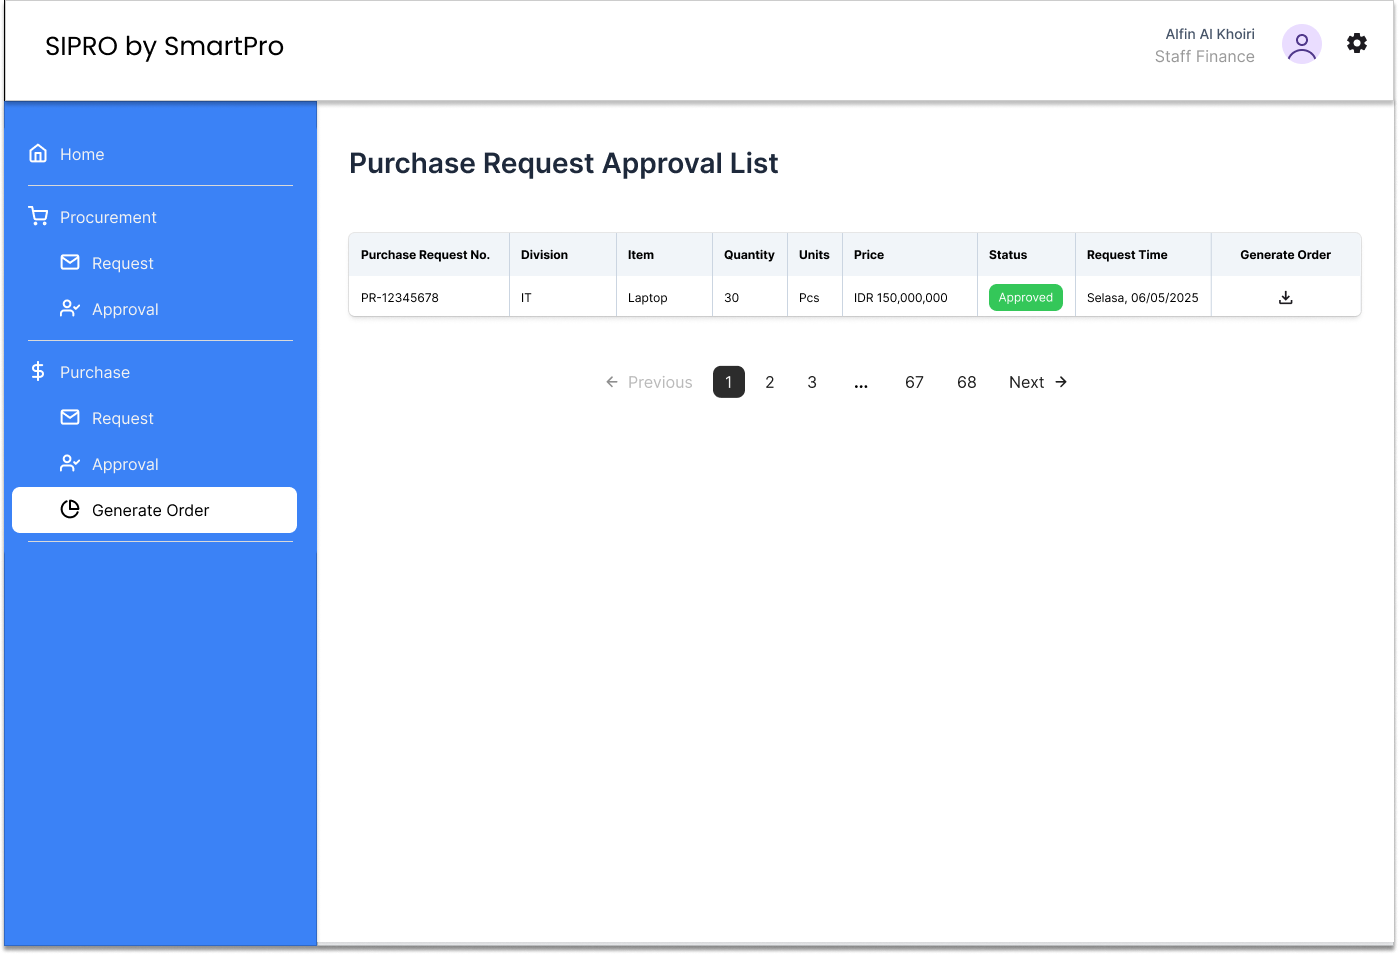 SIPRO by SmartPro
Alfin Al Khoiri
Staff Finance
Home
Procurement
Request
Approval
Purchase
Request
Approval
Generate Order
Purchase Request Approval List
Purchase Request No. Division Item Quantity Units Price Status Request Time Generate Order
PR-12345678 IT Laptop 30 Pcs IDR 150,000,000 Approved Selasa, 06/05/2025
Previous 1 2 3 ... 67 68 Next